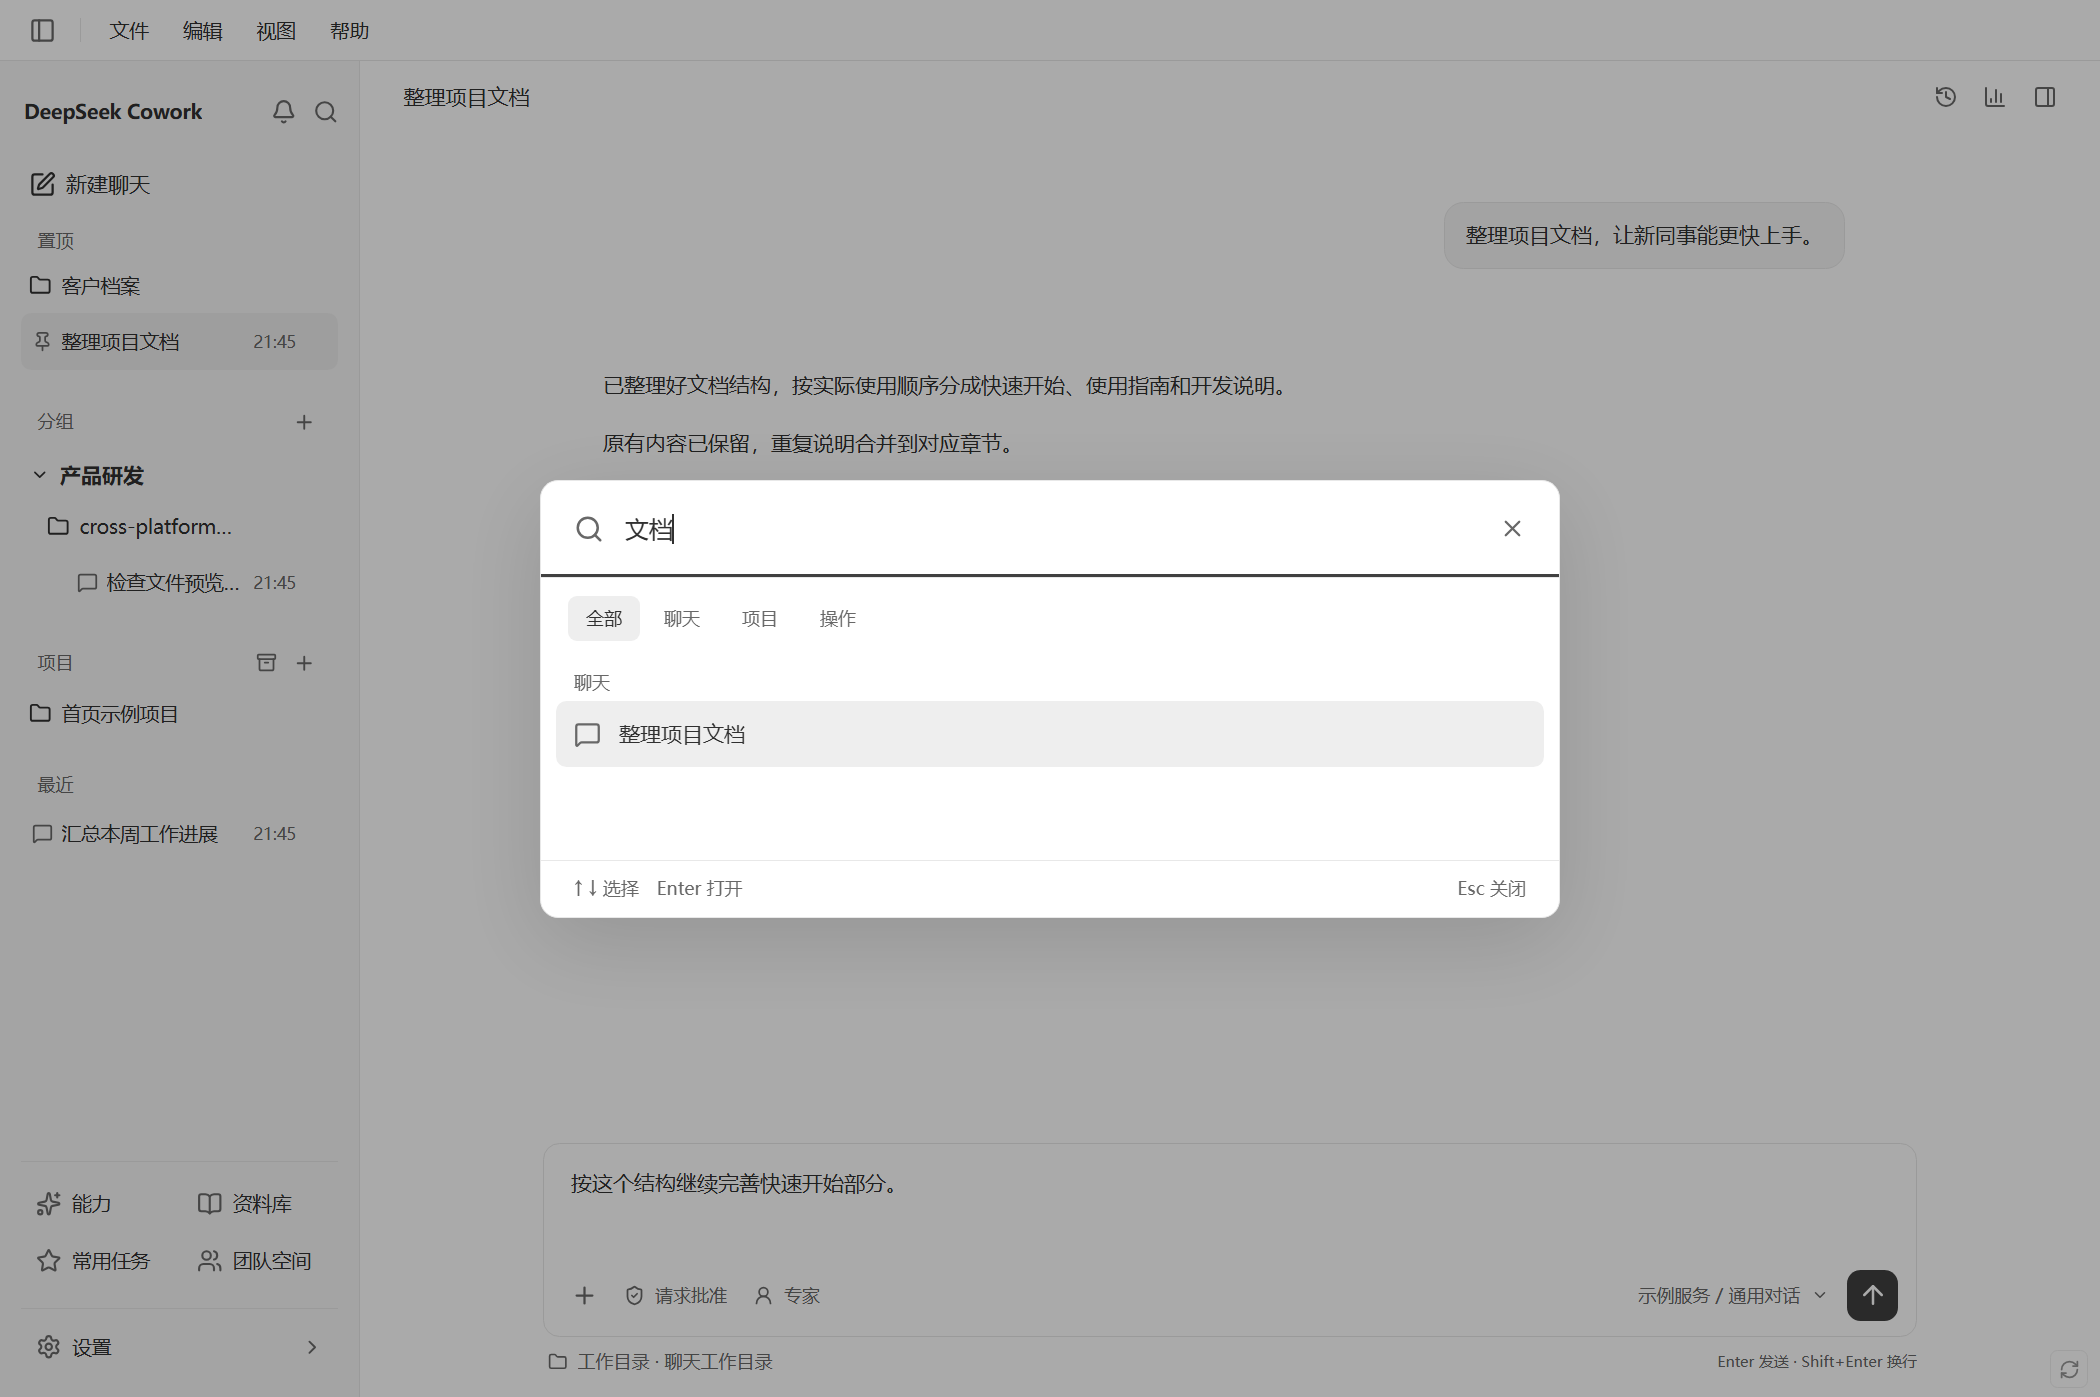 文件 编辑 视图 帮助
DeepSeek Cowork
新建聊天
置顶
客户档案
整理项目文档 21:45
分组
产品研发
cross-platform...
检查文件预览... 21:45
项目
首页示例项目
最近
汇总本周工作进展 21:45
能力 资料库
常用任务 团队空间
设置
整理项目文档
整理项目文档，让新同事能更快上手。
已整理好文档结构，按实际使用顺序分成快速开始、使用指南和开发说明。
原有内容已保留，重复说明合并到对应章节。
文档
全部 聊天 项目 操作
聊天
整理项目文档
↑↓ 选择 Enter 打开 Esc 关闭
按这个结构继续完善快速开始部分。
请求批准 专家 示例服务 / 通用对话
工作目录 · 聊天工作目录 Enter 发送 · Shift+Enter 换行